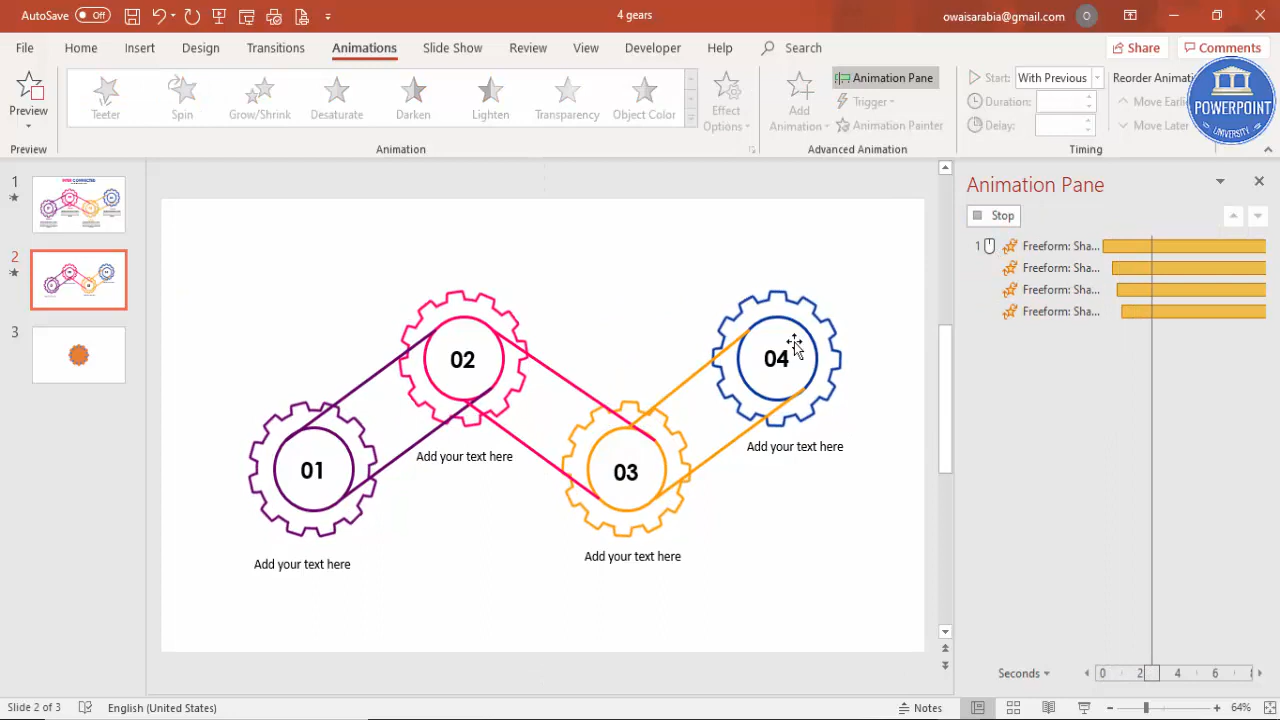 AutoSave Off
4 gears
owaisarabia@gmail.com O
File Home Insert Design Transitions Animations Slide Show Review View Developer Help Search Share Comments
Preview
Teeter Spin Grow/Shrink Desaturate Darken Lighten Transparency Object Color
Effect Options
Add Animation
Animation Pane
Trigger
Animation Painter
Start: With Previous
Duration:
Delay:
Reorder Animati
Move Earlie
Move Later
Preview Animation Advanced Animation Timing
POWERPOINT
UNIVERSITY
1
2
3
02
04
01
03
Add your text here
Add your text here
Add your text here
Add your text here
Animation Pane
Stop
1 Freeform: Sha...
Freeform: Sha...
Freeform: Sha...
Freeform: Sha...
Seconds 0 2 4 6
Slide 2 of 3 English (United States) Notes 64%